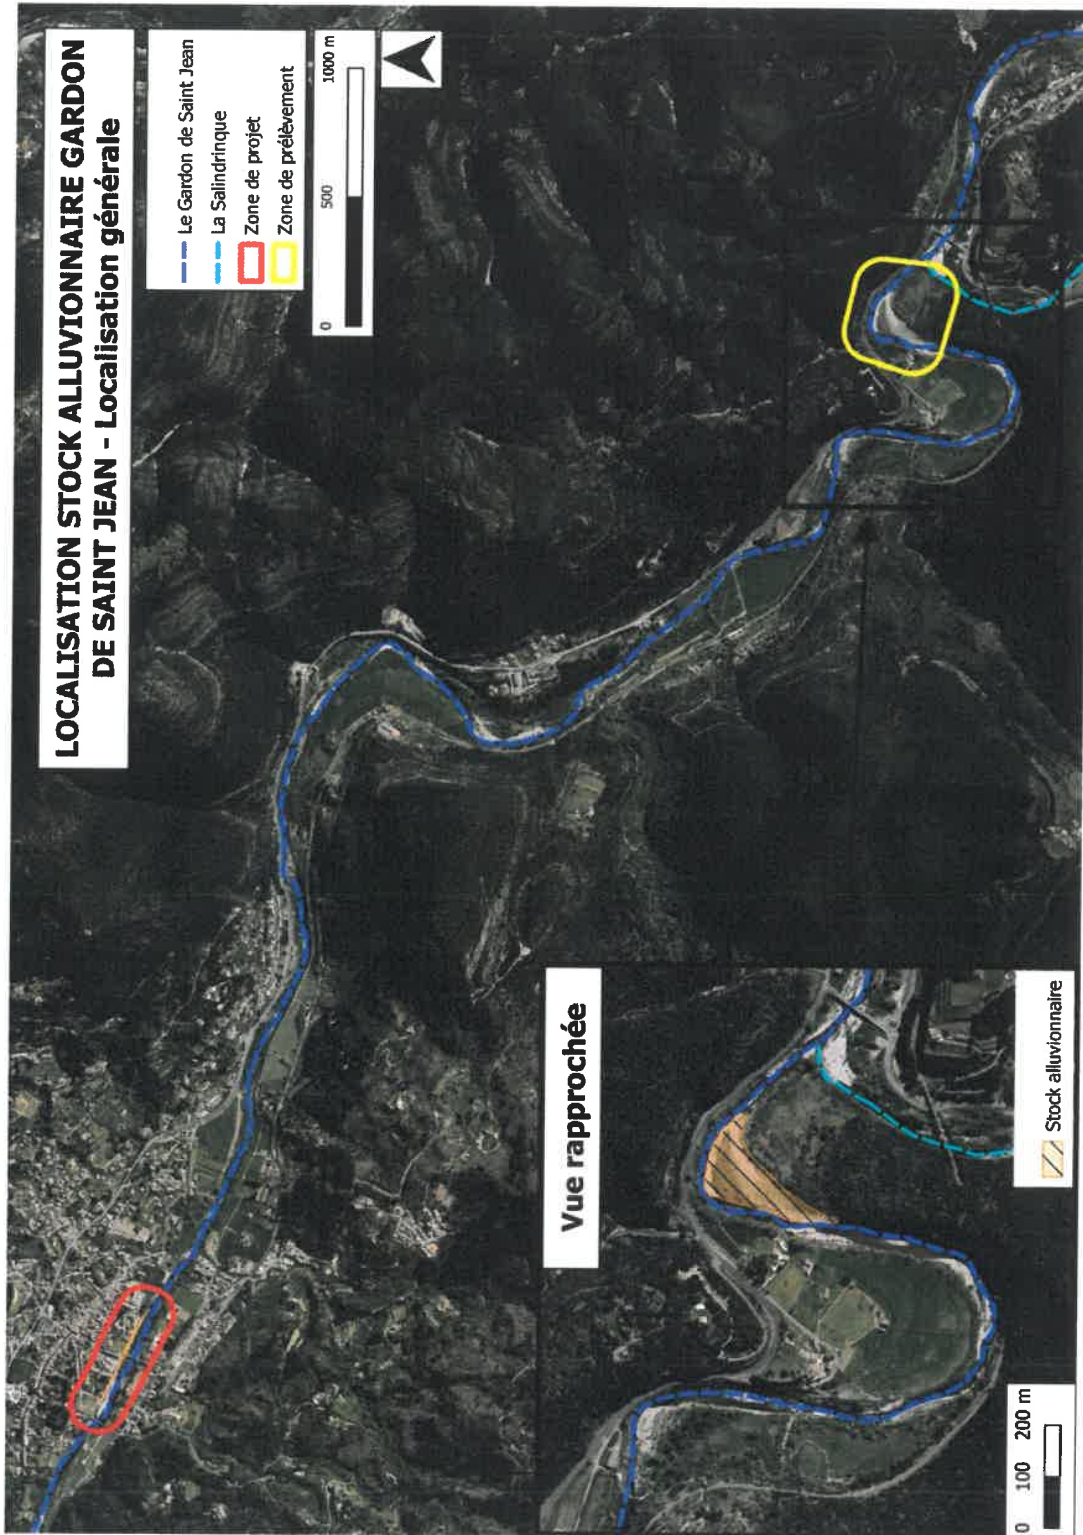 LOCALISATION STOCK ALLUVIONNAIRE GARDON
DE SAINT JEAN - Localisation générale
Le Gardon de Saint Jean
La Salindrinque
Zone de projet
Zone de prélèvement
0 500 1000 m
Vue rapprochée
Stock alluvionnaire
0 100 200 m